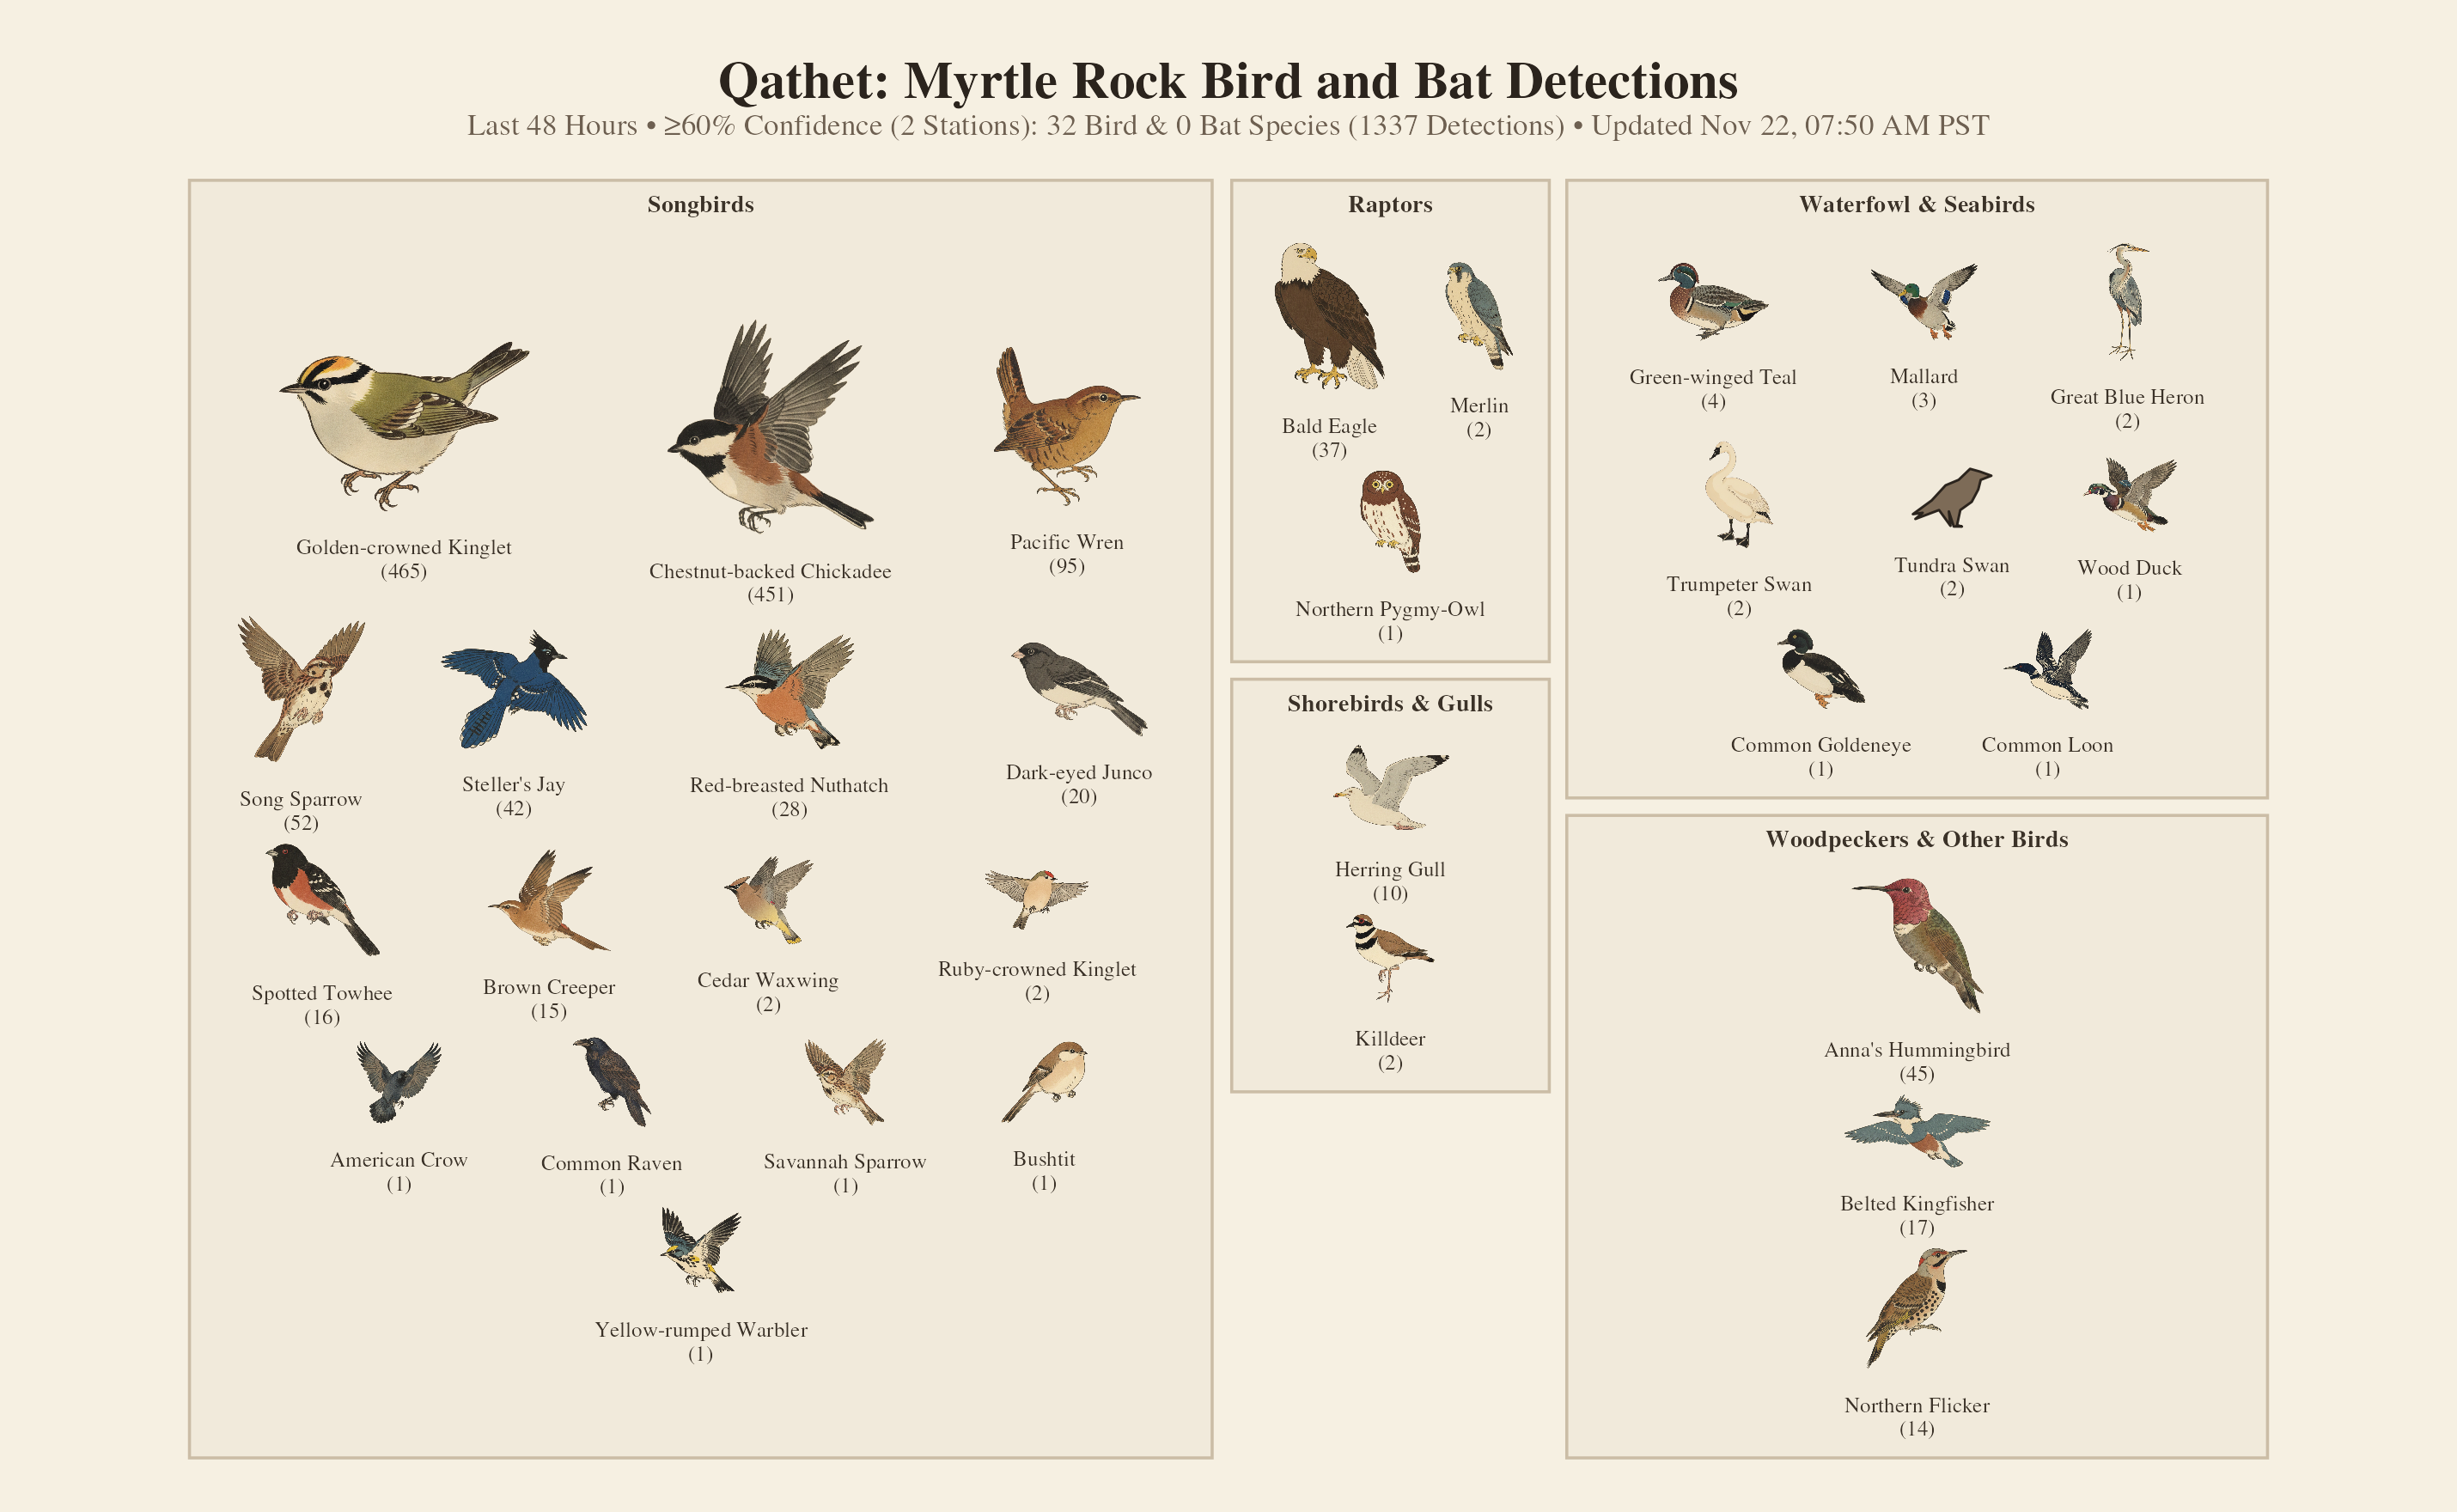 Qathet: Myrtle Rock Bird and Bat Detections
Last 48 Hours • ≥60% Confidence (2 Stations): 32 Bird & 0 Bat Species (1337 Detections) • Updated Nov 22, 07:50 AM PST
Songbirds
Golden-crowned Kinglet
(465)
Chestnut-backed Chickadee
(451)
Pacific Wren
(95)
Song Sparrow
(52)
Steller's Jay
(42)
Red-breasted Nuthatch
(28)
Dark-eyed Junco
(20)
Spotted Towhee
(16)
Brown Creeper
(15)
Cedar Waxwing
(2)
Ruby-crowned Kinglet
(2)
American Crow
(1)
Common Raven
(1)
Savannah Sparrow
(1)
Bushtit
(1)
Yellow-rumped Warbler
(1)
Raptors
Bald Eagle
(37)
Merlin
(2)
Northern Pygmy-Owl
(1)
Shorebirds & Gulls
Herring Gull
(10)
Killdeer
(2)
Waterfowl & Seabirds
Green-winged Teal
(4)
Mallard
(3)
Great Blue Heron
(2)
Trumpeter Swan
(2)
Tundra Swan
(2)
Wood Duck
(1)
Common Goldeneye
(1)
Common Loon
(1)
Woodpeckers & Other Birds
Anna's Hummingbird
(45)
Belted Kingfisher
(17)
Northern Flicker
(14)